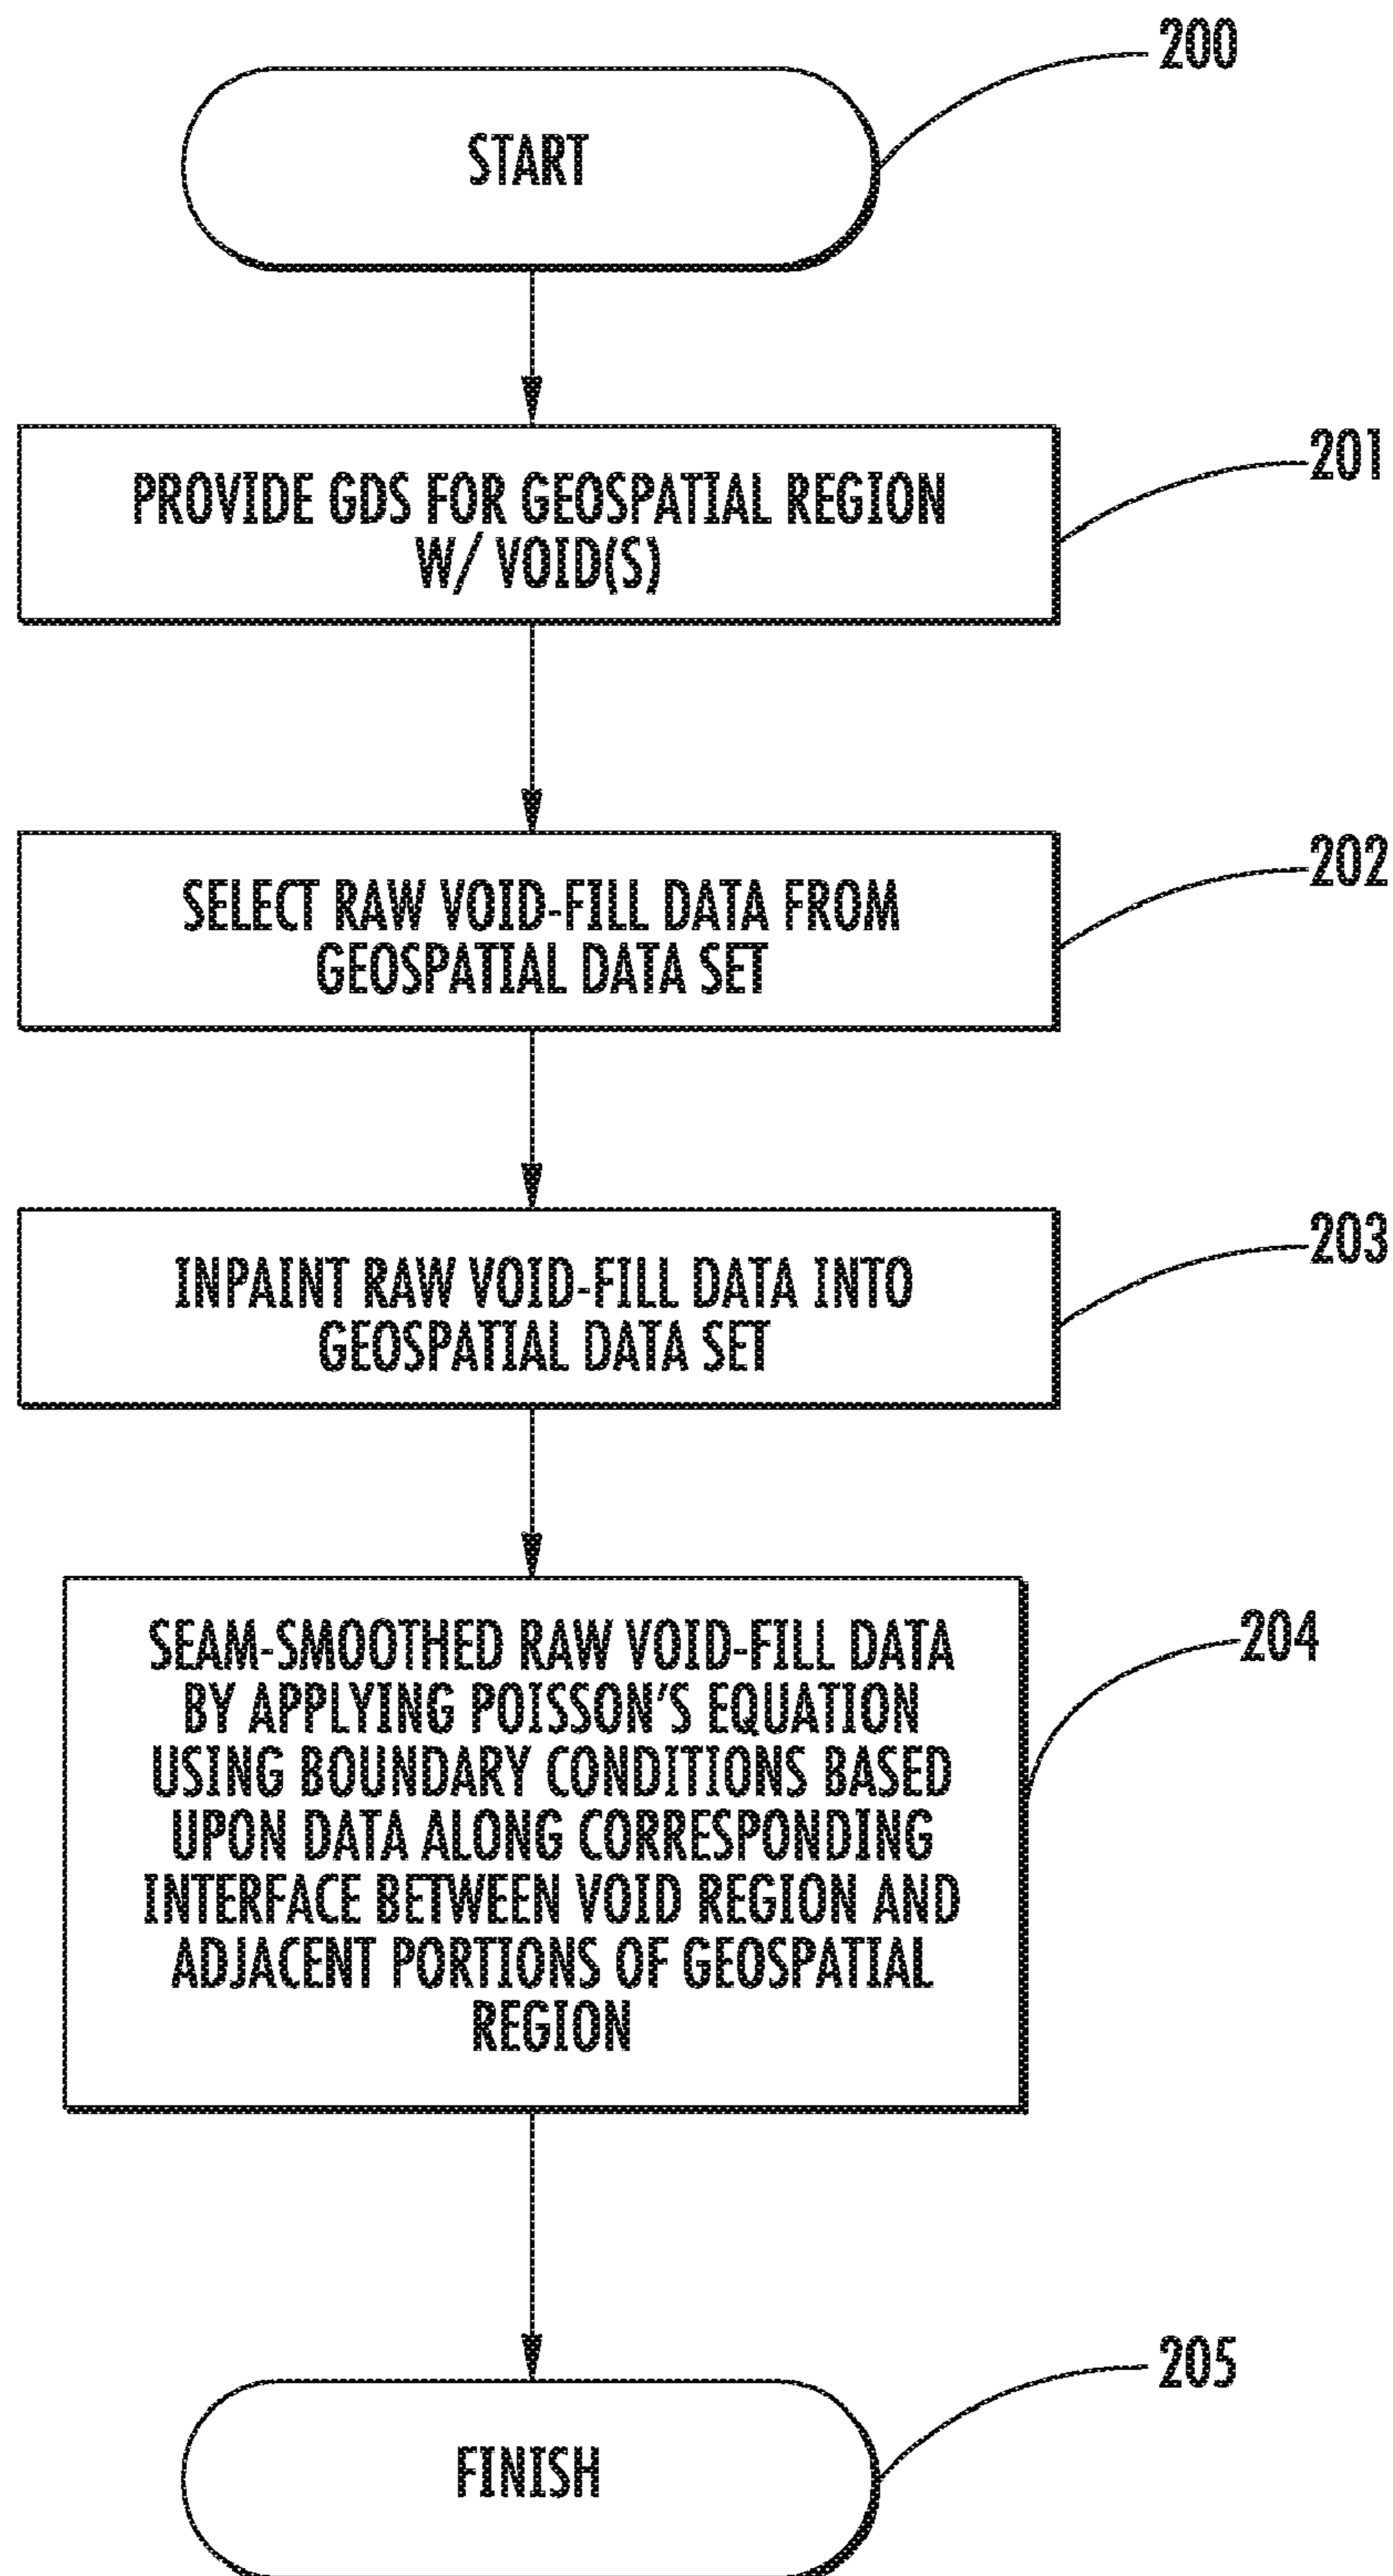 200
START
201
PROVIDE GDS FOR GEOSPATIAL REGION
W/ VOID(S)
202
SELECT RAW VOID-FILL DATA FROM
GEOSPATIAL DATA SET
203
INPAINT RAW VOID-FILL DATA INTO
GEOSPATIAL DATA SET
204
SEAM-SMOOTHED RAW VOID-FILL DATA
BY APPLYING POISSON'S EQUATION
USING BOUNDARY CONDITIONS BASED
UPON DATA ALONG CORRESPONDING
INTERFACE BETWEEN VOID REGION AND
ADJACENT PORTIONS OF GEOSPATIAL
REGION
205
FINISH